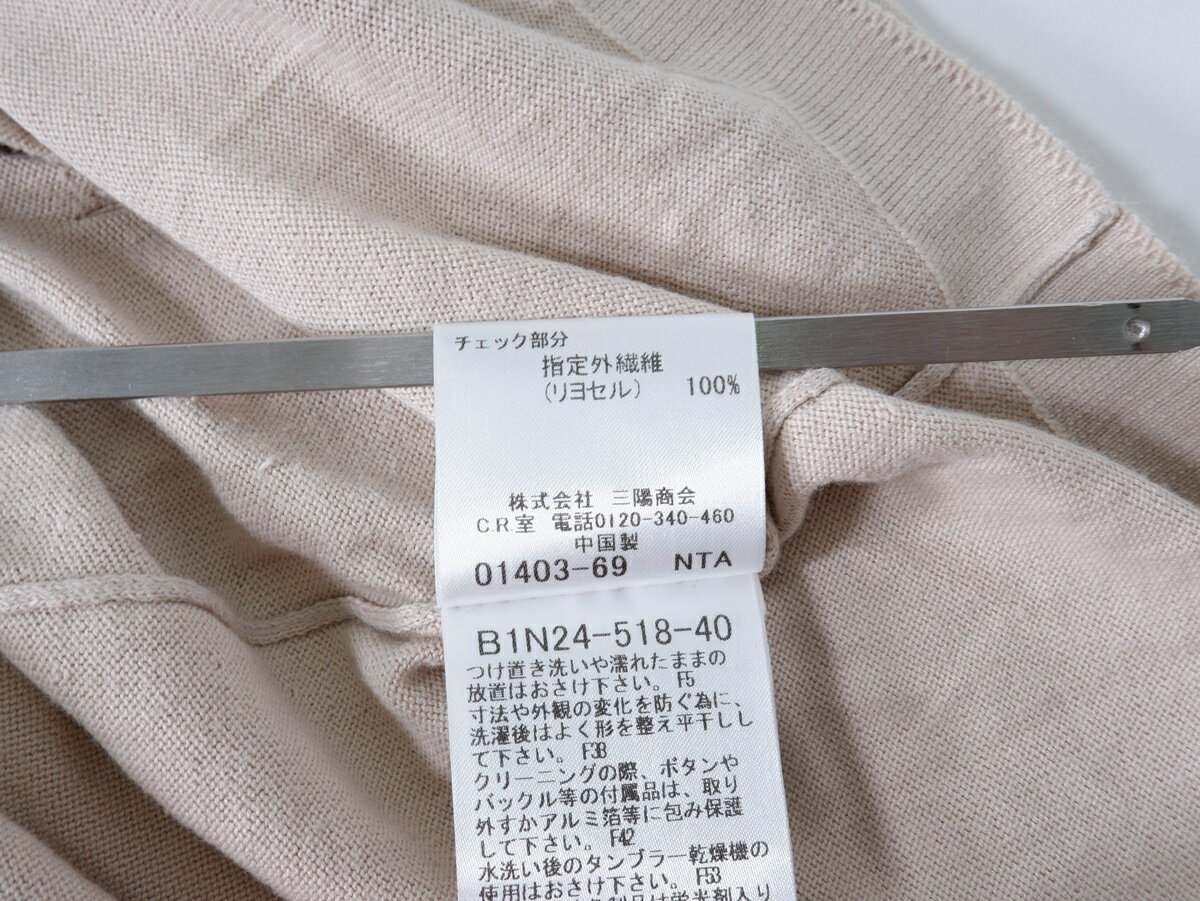 チェック部分
指定外繊維
(リヨセル) 100%
株式会社 三陽商会
C.R.室 電話0120-340-460
中国製
01403-69 NTA
B1N24-518-40
つけ置き洗いや濡れたままの
放置はおさけ下さい。 F5
寸法や外観の変化を防ぐ為に、
洗濯後はよく形を整え平干しし
て下さい。 F38
クリーニングの際、ボタンや
バックル等の付属品は、取り
外すかアルミ箔等に包み保護
して下さい。 F42
水洗い後のタンブラー乾燥機の
使用はおさけ下さい。 F53
製品は蛍光剤入り